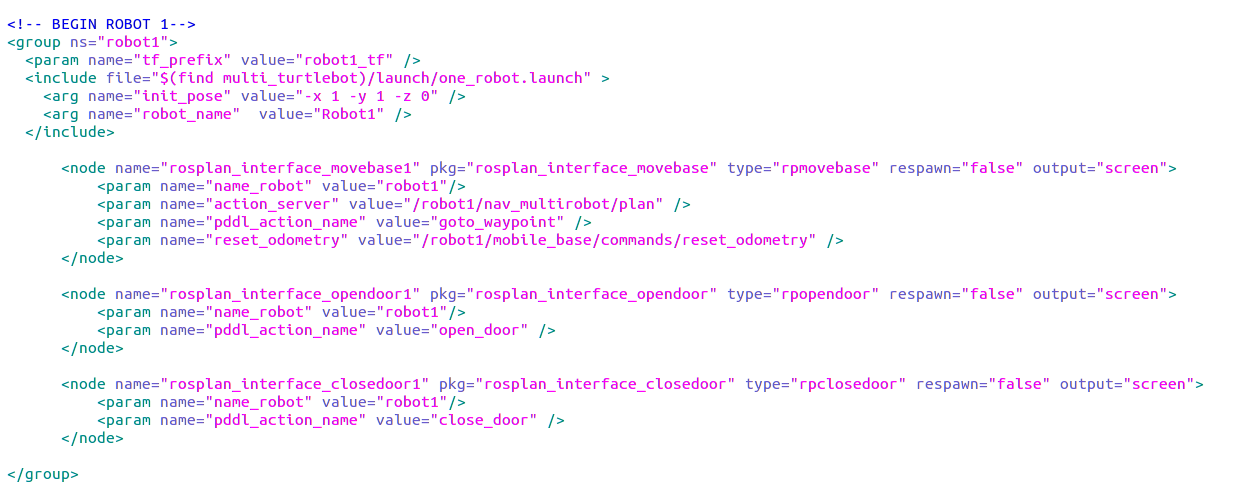 <!-- BEGIN ROBOT 1-->
<group ns="robot1">
<param name="tf_prefix" value="robot1_tf" />
<include file="$(find multi_turtlebot)/launch/one_robot.launch" >
<arg name="init_pose" value="-x 1 -y 1 -z 0" />
<arg name="robot_name"  value="Robot1" />
</include>
<node name="rosplan_interface_movebase1" pkg="rosplan_interface_movebase" type="rpmovebase" respawn="false" output="screen">
<param name="name_robot" value="robot1"/>
<param name="action_server" value="/robot1/nav_multirobot/plan" />
<param name="pddl_action_name" value="goto_waypoint" />
<param name="reset_odometry" value="/robot1/mobile_base/commands/reset_odometry" />
</node>
<node name="rosplan_interface_opendoor1" pkg="rosplan_interface_opendoor" type="rpopendoor" respawn="false" output="screen">
<param name="name_robot" value="robot1"/>
<param name="pddl_action_name" value="open_door" />
</node>
<node name="rosplan_interface_closedoor1" pkg="rosplan_interface_closedoor" type="rpclosedoor" respawn="false" output="screen">
<param name="name_robot" value="robot1"/>
<param name="pddl_action_name" value="close_door" />
</node>
</group>